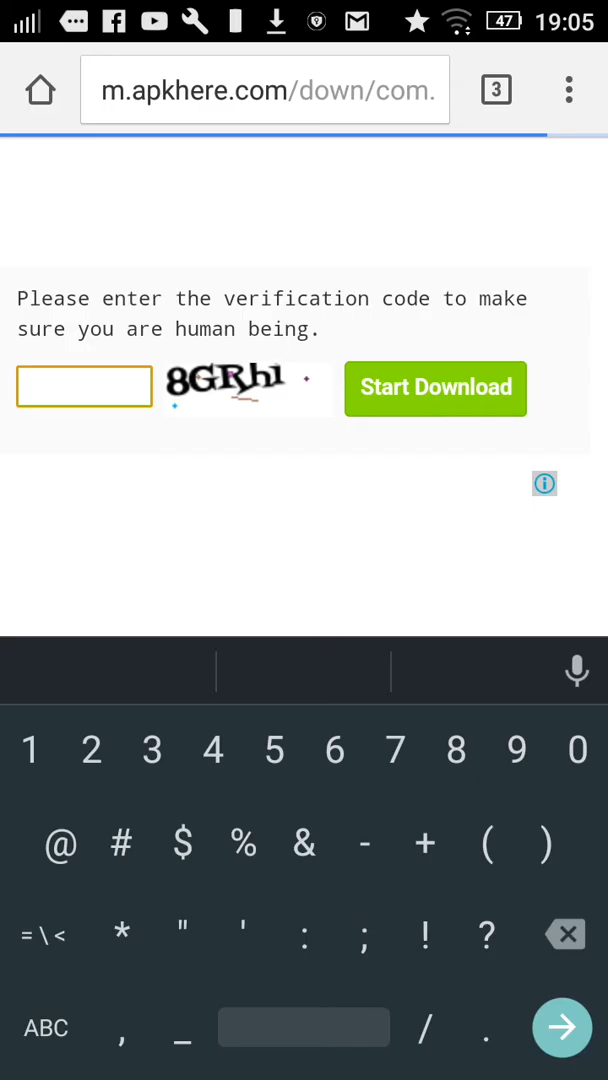 47 19:05
m.apkhere.com/down/com. 3
Please enter the verification code to make
sure you are human being.
8GRh1 Start Download
1 2 3 4 5 6 7 8 9 0
@ # $ % & - + ( )
= \ < * " ' : ; ! ?
ABC , _ / .